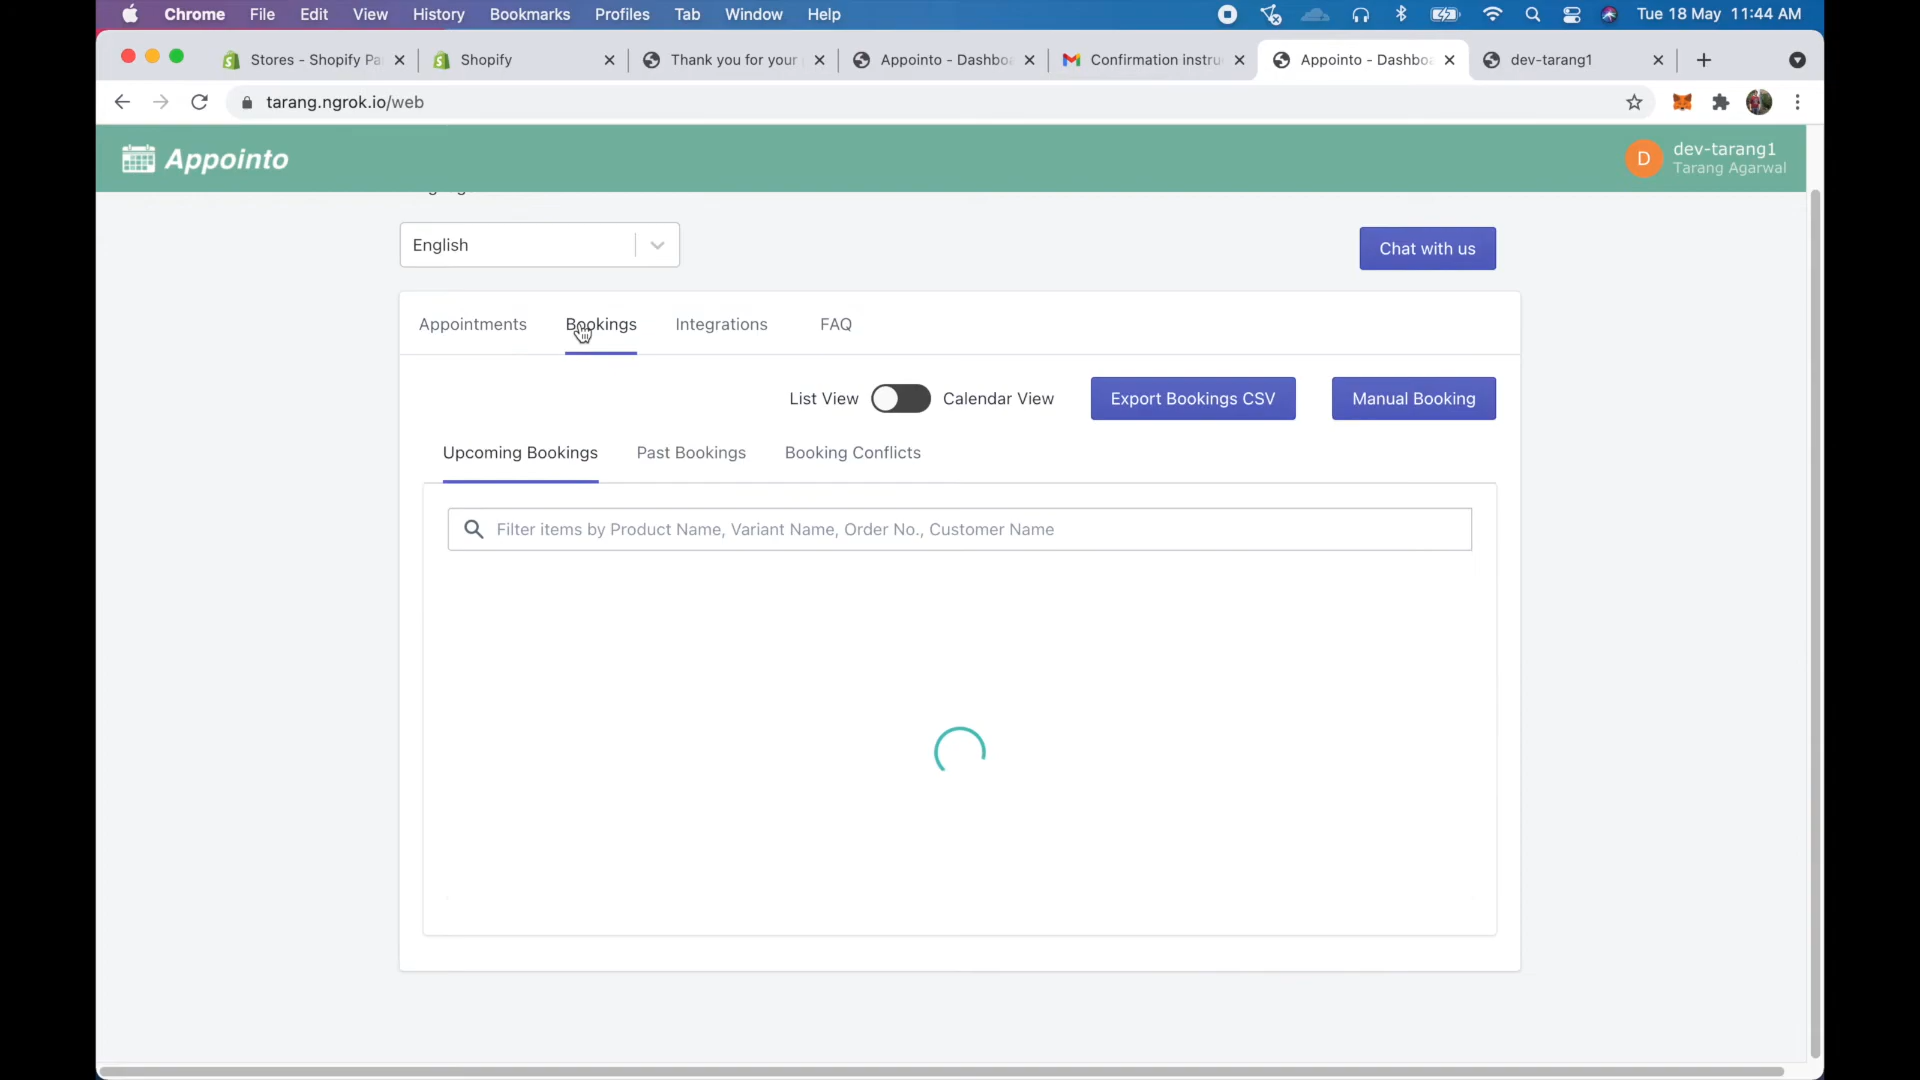 Chrome File Edit View History Bookmarks Profiles Tab Window Help Tue 18 May 11:44 AM
Stores - Shopify Pa Shopify Thank you for your Appointo - Dashboa Confirmation instru Appointo - Dashboa dev-tarang1
tarang.ngrok.io/web
Appointo
D
dev-tarang1
Tarang Agarwal
English
Chat with us
Appointments Bookings Integrations FAQ
List View Calendar View Export Bookings CSV Manual Booking
Upcoming Bookings Past Bookings Booking Conflicts
Filter items by Product Name, Variant Name, Order No., Customer Name